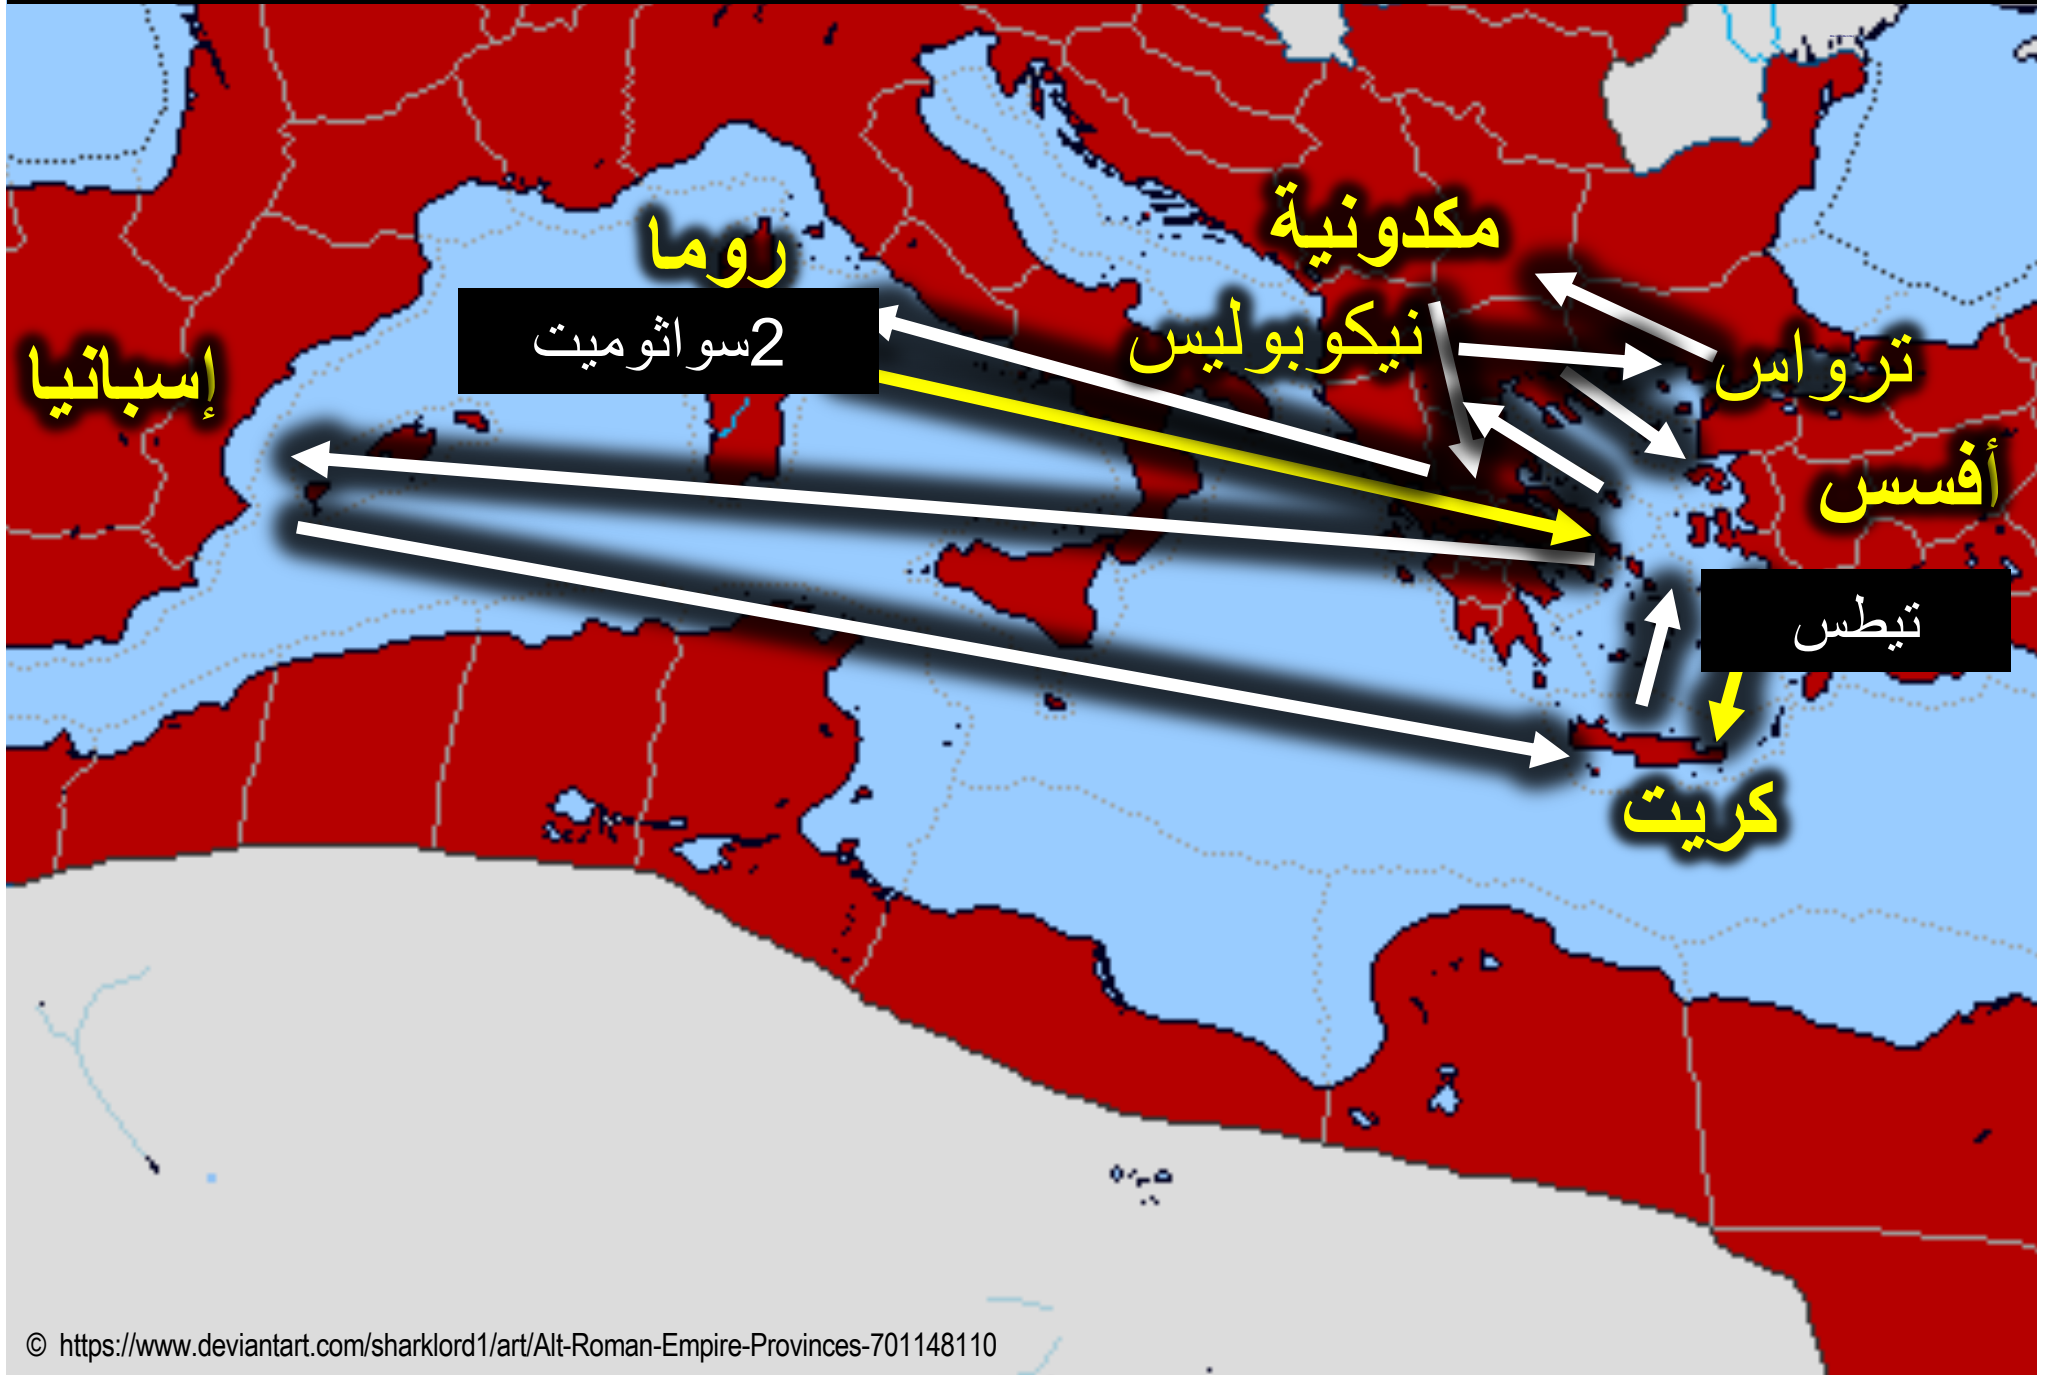 مكدونية
روما
نيكوبوليس
ترواس
2سواثوميت
إسبانيا
أفسس
تيطس
كريت
© https://www.deviantart.com/sharklord1/art/Alt-Roman-Empire-Provinces-701148110